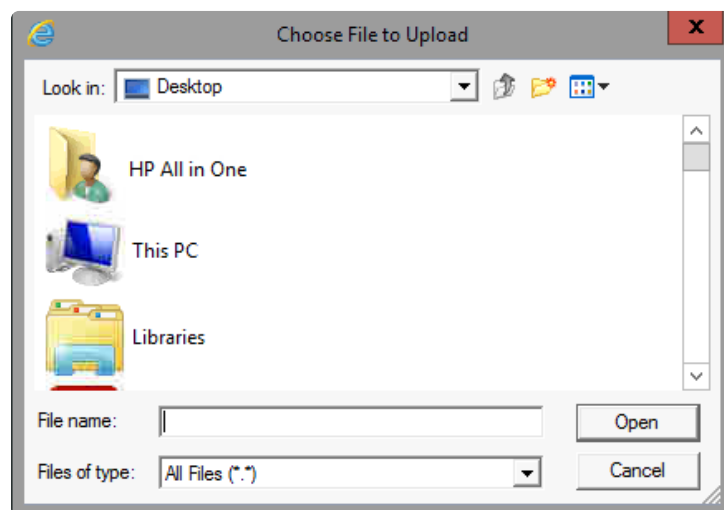 Choose File to Upload
x
Look in: Desktop
HP All in One
This PC
Libraries
File name: Open
Files of type: All Files (*.*) Cancel